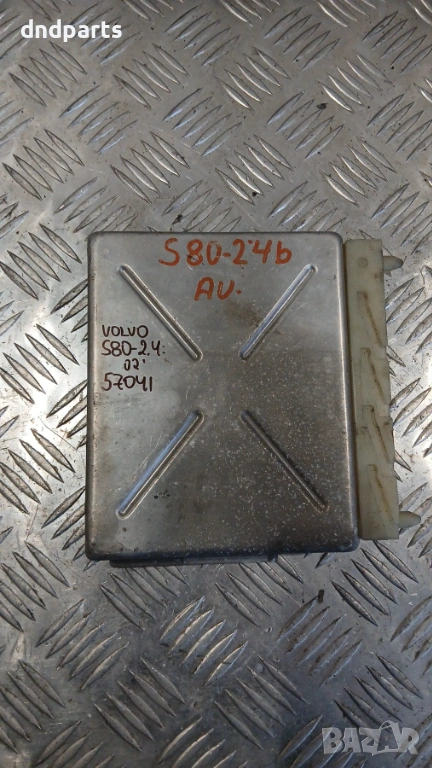 dndparts
S80-2.4b
AU.
VOLVO
S80-2.4.
02'
57041
BAZAR